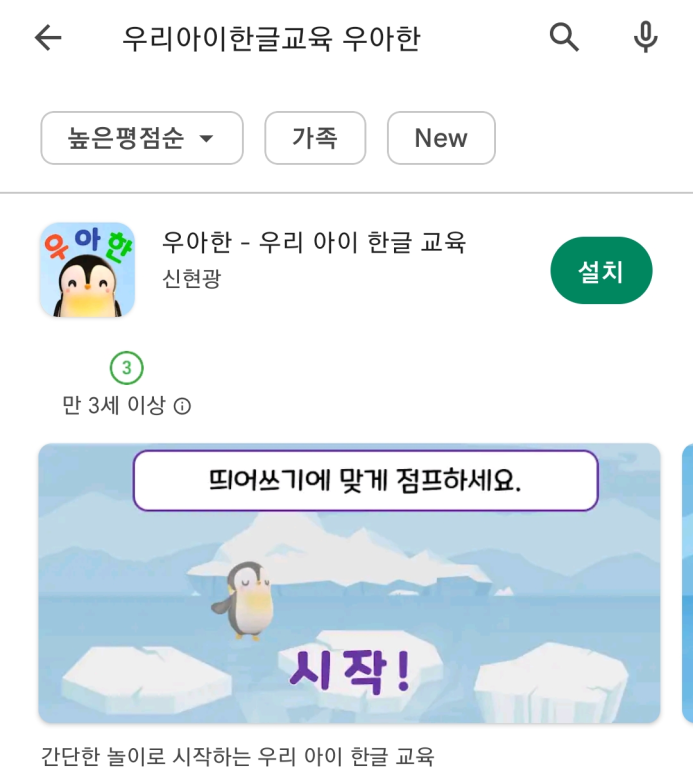 우리아이한글교육 우아한
높은평점순 가족 New
우아한
우아한 - 우리 아이 한글 교육
신현광
설치
3
만 3세 이상
띄어쓰기에 맞게 점프하세요.
시작!
간단한 놀이로 시작하는 우리 아이 한글 교육